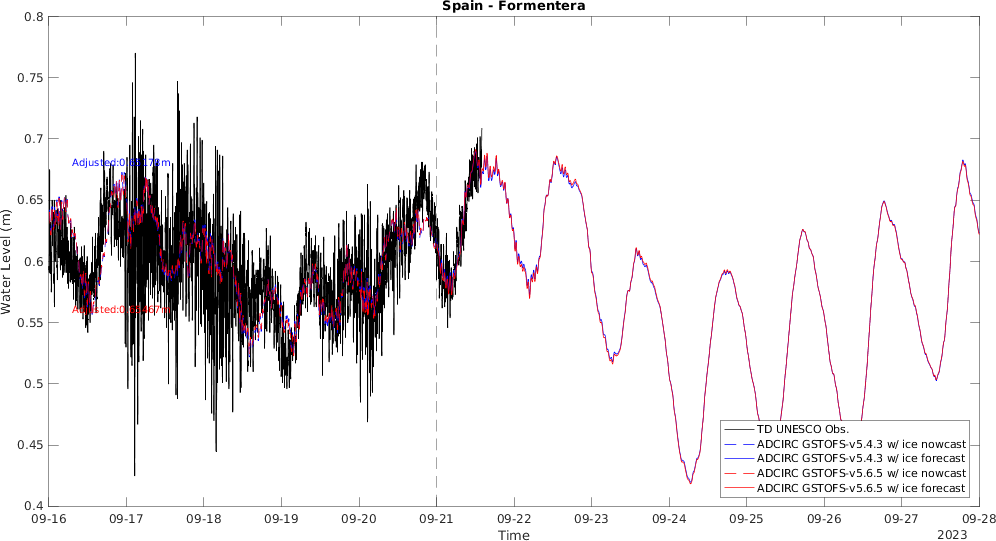 Spain - Formentera
0.8
0.75
0.7
0.65
0.6
0.55
0.5
0.45
0.4
Water Level (m)
TD UNESCO Obs.
ADCIRC GSTOFS-v5.4.3 w/ ice nowcast
ADCIRC GSTOFS-v5.4.3 w/ ice forecast
ADCIRC GSTOFS-v5.6.5 w/ ice nowcast
ADCIRC GSTOFS-v5.6.5 w/ ice forecast
09-16 09-17 09-18 09-19 09-20 09-21 09-22 09-23 09-24 09-25 09-26 09-27 09-28
Time
2023